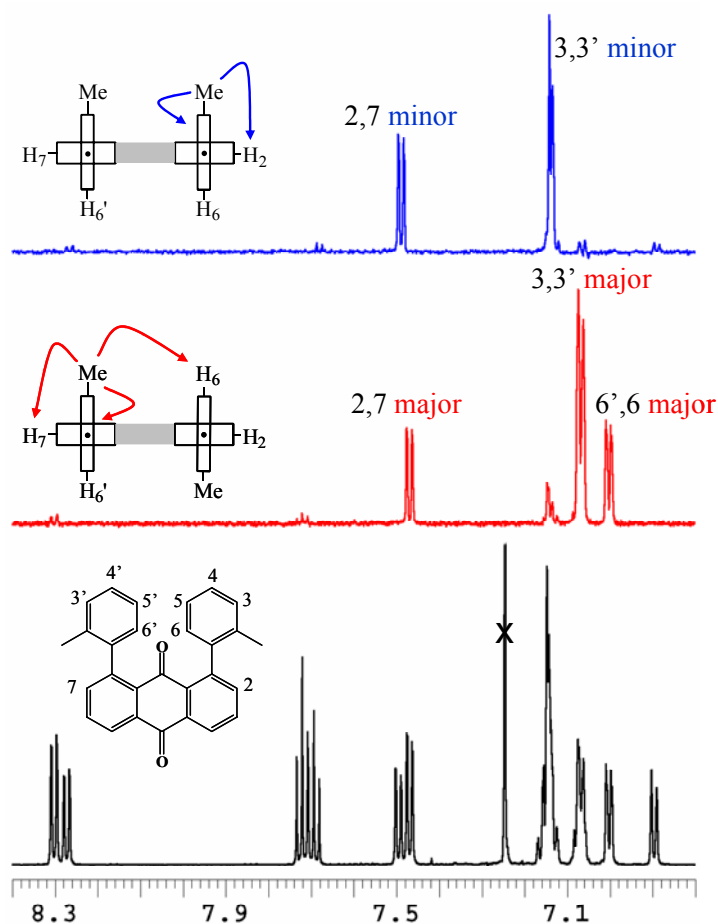 3,3’ minor
2,7 minor
Me
Me
H7
H2
H6'
H6
3,3’ major
2,7 major
6’,6 major
Me
H6
H7
H2
H6'
Me
4’
4
3’
5’
5
3
6’
6
O
7
2
O
X
8.3
7.9
7.5
7.1